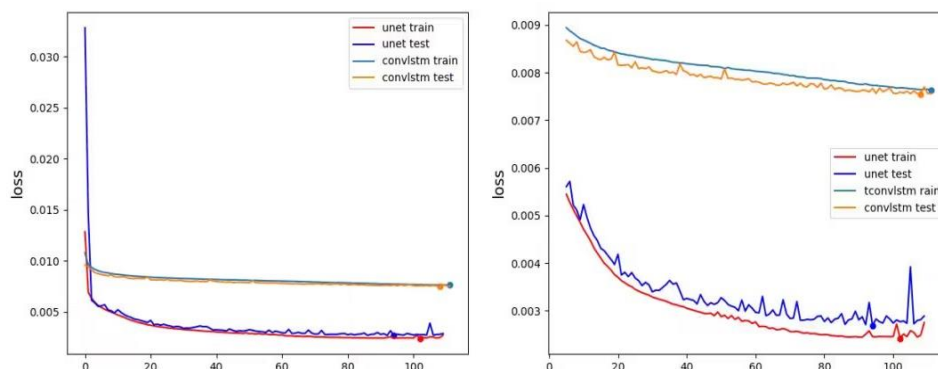 loss
0.030
0.025
0.020
0.015
0.010
0.005
0
20
40
60
80
100
unet train
unet test
convlstm train
convlstm test
loss
0.009
0.008
0.007
0.006
0.005
0.004
0.003
0
20
40
60
80
100
unet train
unet test
tconvlstm rain
convlstm test